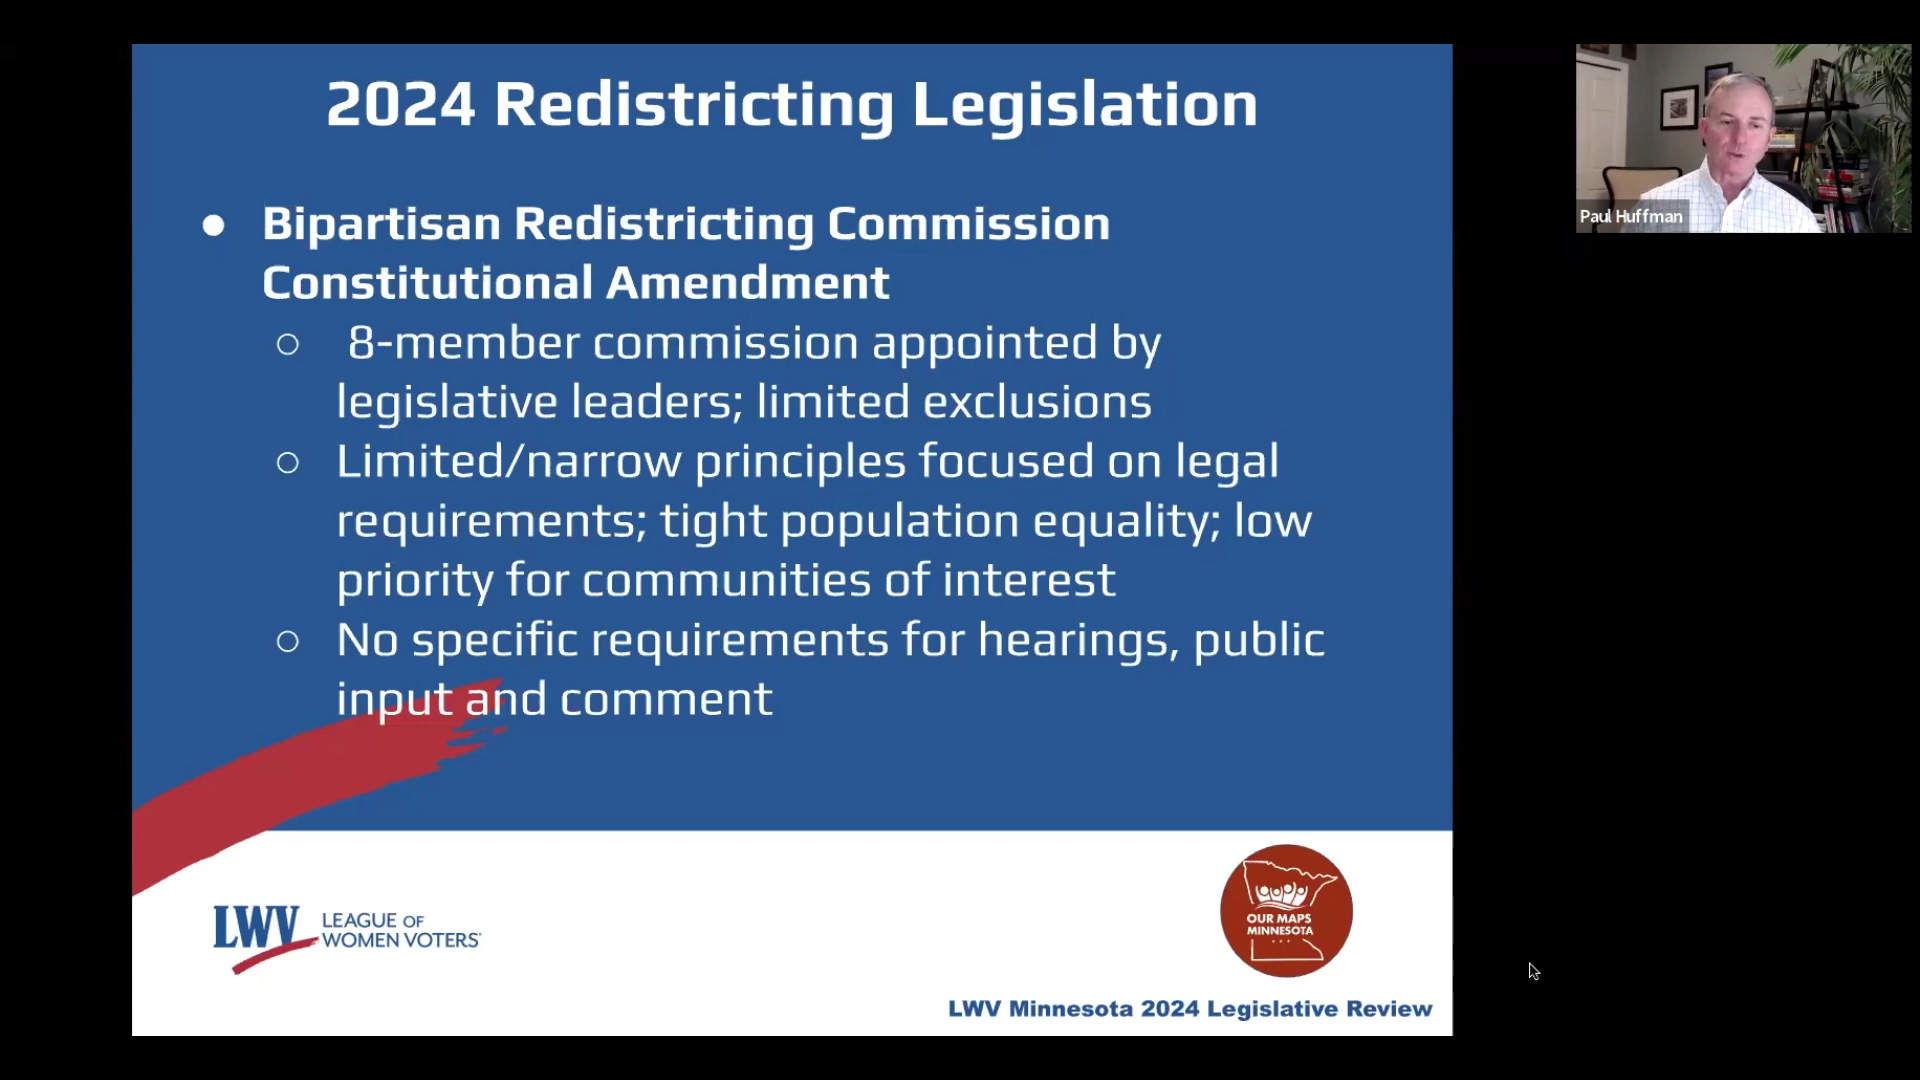 2024 Redistricting Legislation
● Bipartisan Redistricting Commission
Constitutional Amendment
○ 8-member commission appointed by
legislative leaders; limited exclusions
○ Limited/narrow principles focused on legal
requirements; tight population equality; low
priority for communities of interest
○ No specific requirements for hearings, public
input and comment
LWV LEAGUE OF
WOMEN VOTERS
OUR MAPS
MINNESOTA
LWV Minnesota 2024 Legislative Review
Paul Huffman